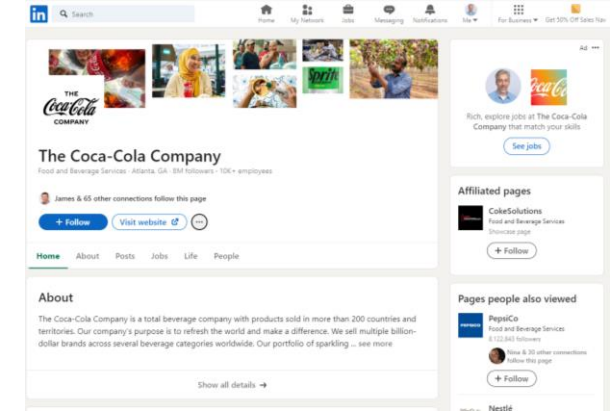 in
Search
Home
My Network
Jobs
Messaging
Notifications
Me
For Business
Get 50% Off Sales Nav
THE
Coca-Cola
COMPANY
Sprite
The Coca-Cola Company
Food and Beverage Services · Atlanta, GA · 8M followers · 10K+ employees
James & 65 other connections follow this page
+ Follow
Visit website
Home
About
Posts
Jobs
Life
People
About
The Coca-Cola Company is a total beverage company with products sold in more than 200 countries and
territories. Our company's purpose is to refresh the world and make a difference. We sell multiple billion-
dollar brands across several beverage categories worldwide. Our portfolio of sparkling ... see more
Show all details →
Ad ...
Coca-Cola
Rich, explore jobs at The Coca-Cola
Company that match your skills
See jobs
Affiliated pages
CokeSolutions
Food and Beverage Services
Showcase page
+ Follow
Pages people also viewed
PEPSICO
PepsiCo
Food and Beverage Services
followers
& 30 other connections
follow this page
+ Follow
Nestlé